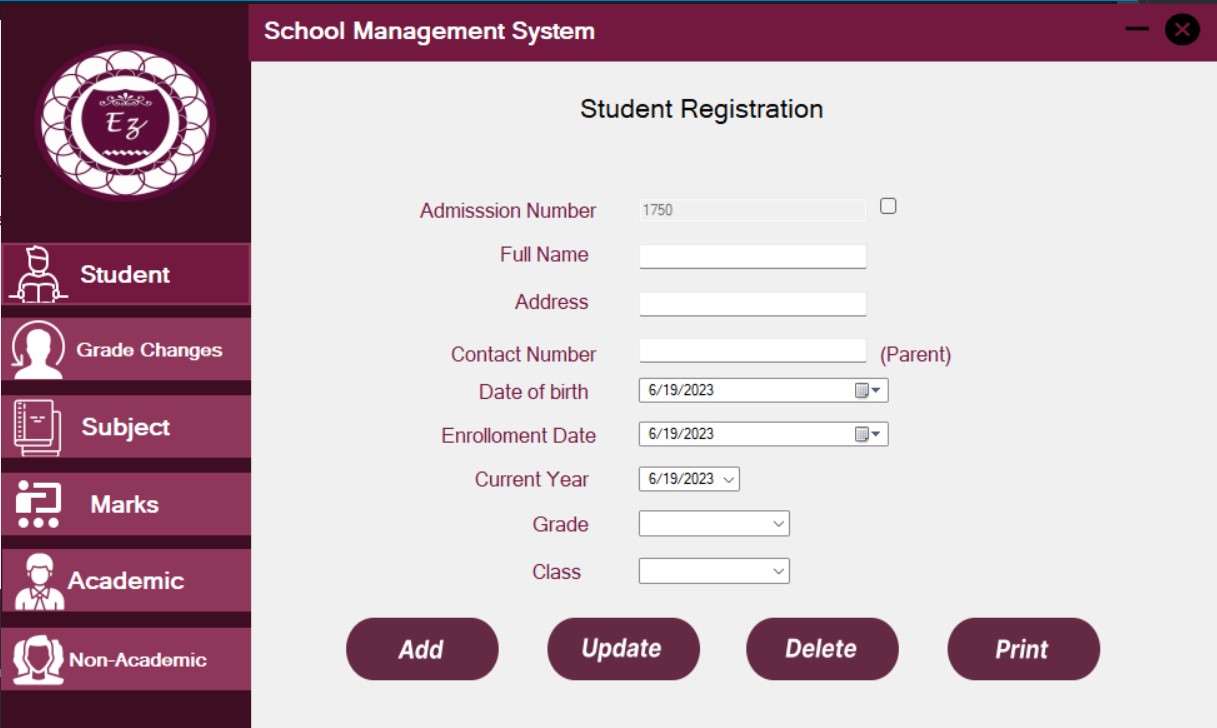 School Management System
Ez
Student Registration
Admisssion Number 1750
Full Name
Address
Contact Number (Parent)
Date of birth 6/19/2023
Enrolloment Date 6/19/2023
Current Year 6/19/2023
Grade
Class
Student
Grade Changes
Subject
Marks
Academic
Non-Academic
Add Update Delete Print